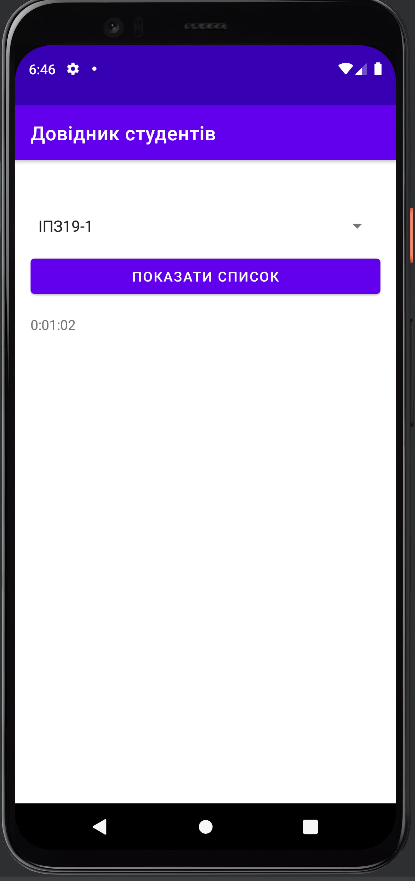 6:46
Довідник студентів
ІПЗ19-1
ПОКАЗАТИ СПИСОК
0:01:02